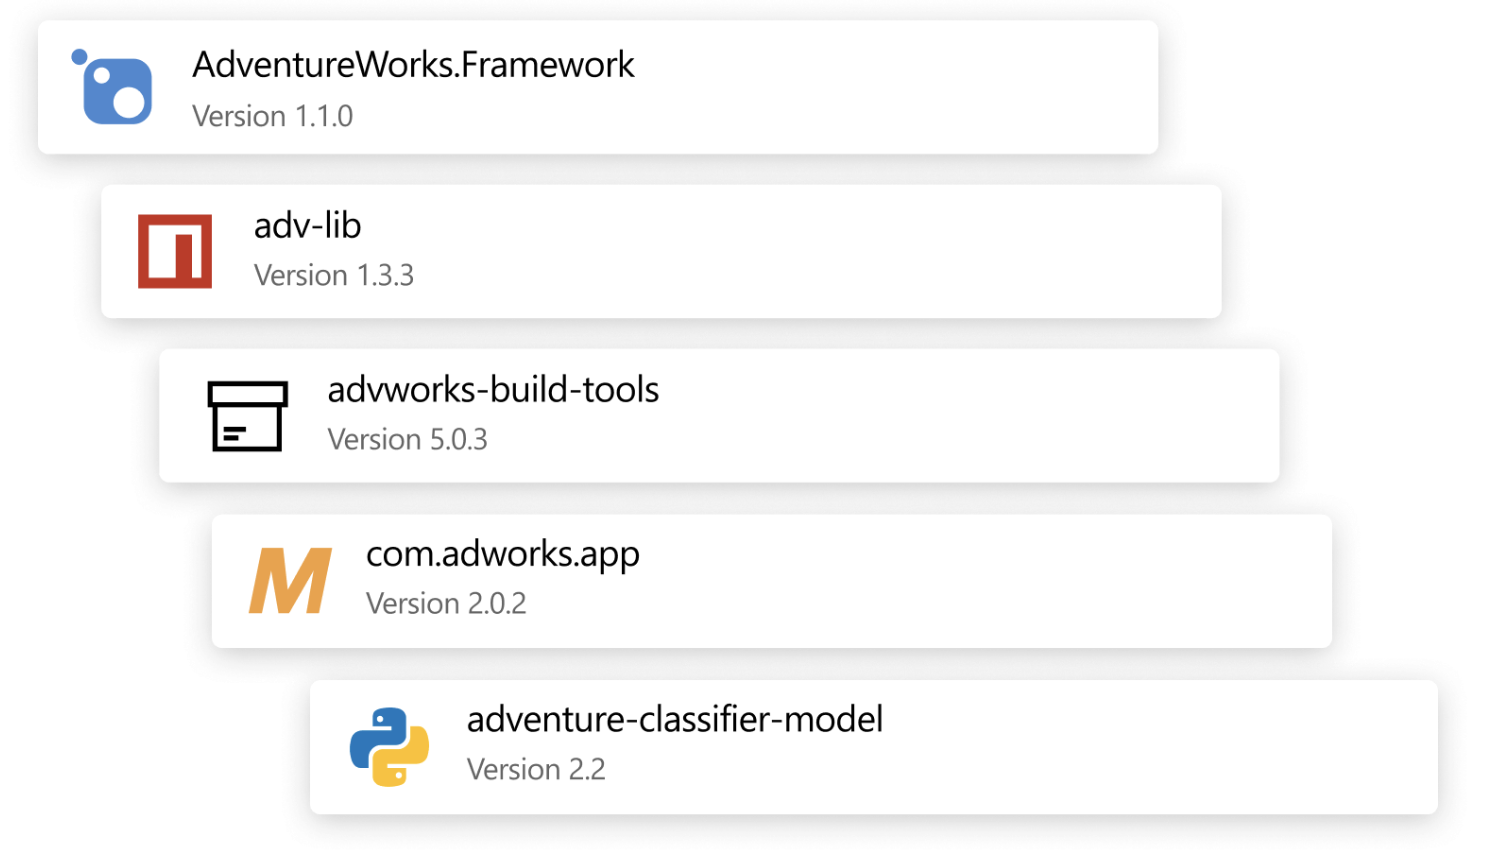 AdventureWorks.Framework
Version 1.1.0
adv-lib
Version 1.3.3
advworks-build-tools
Version 5.0.3
com.adworks.app
Version 2.0.2
adventure-classifier-model
Version 2.2